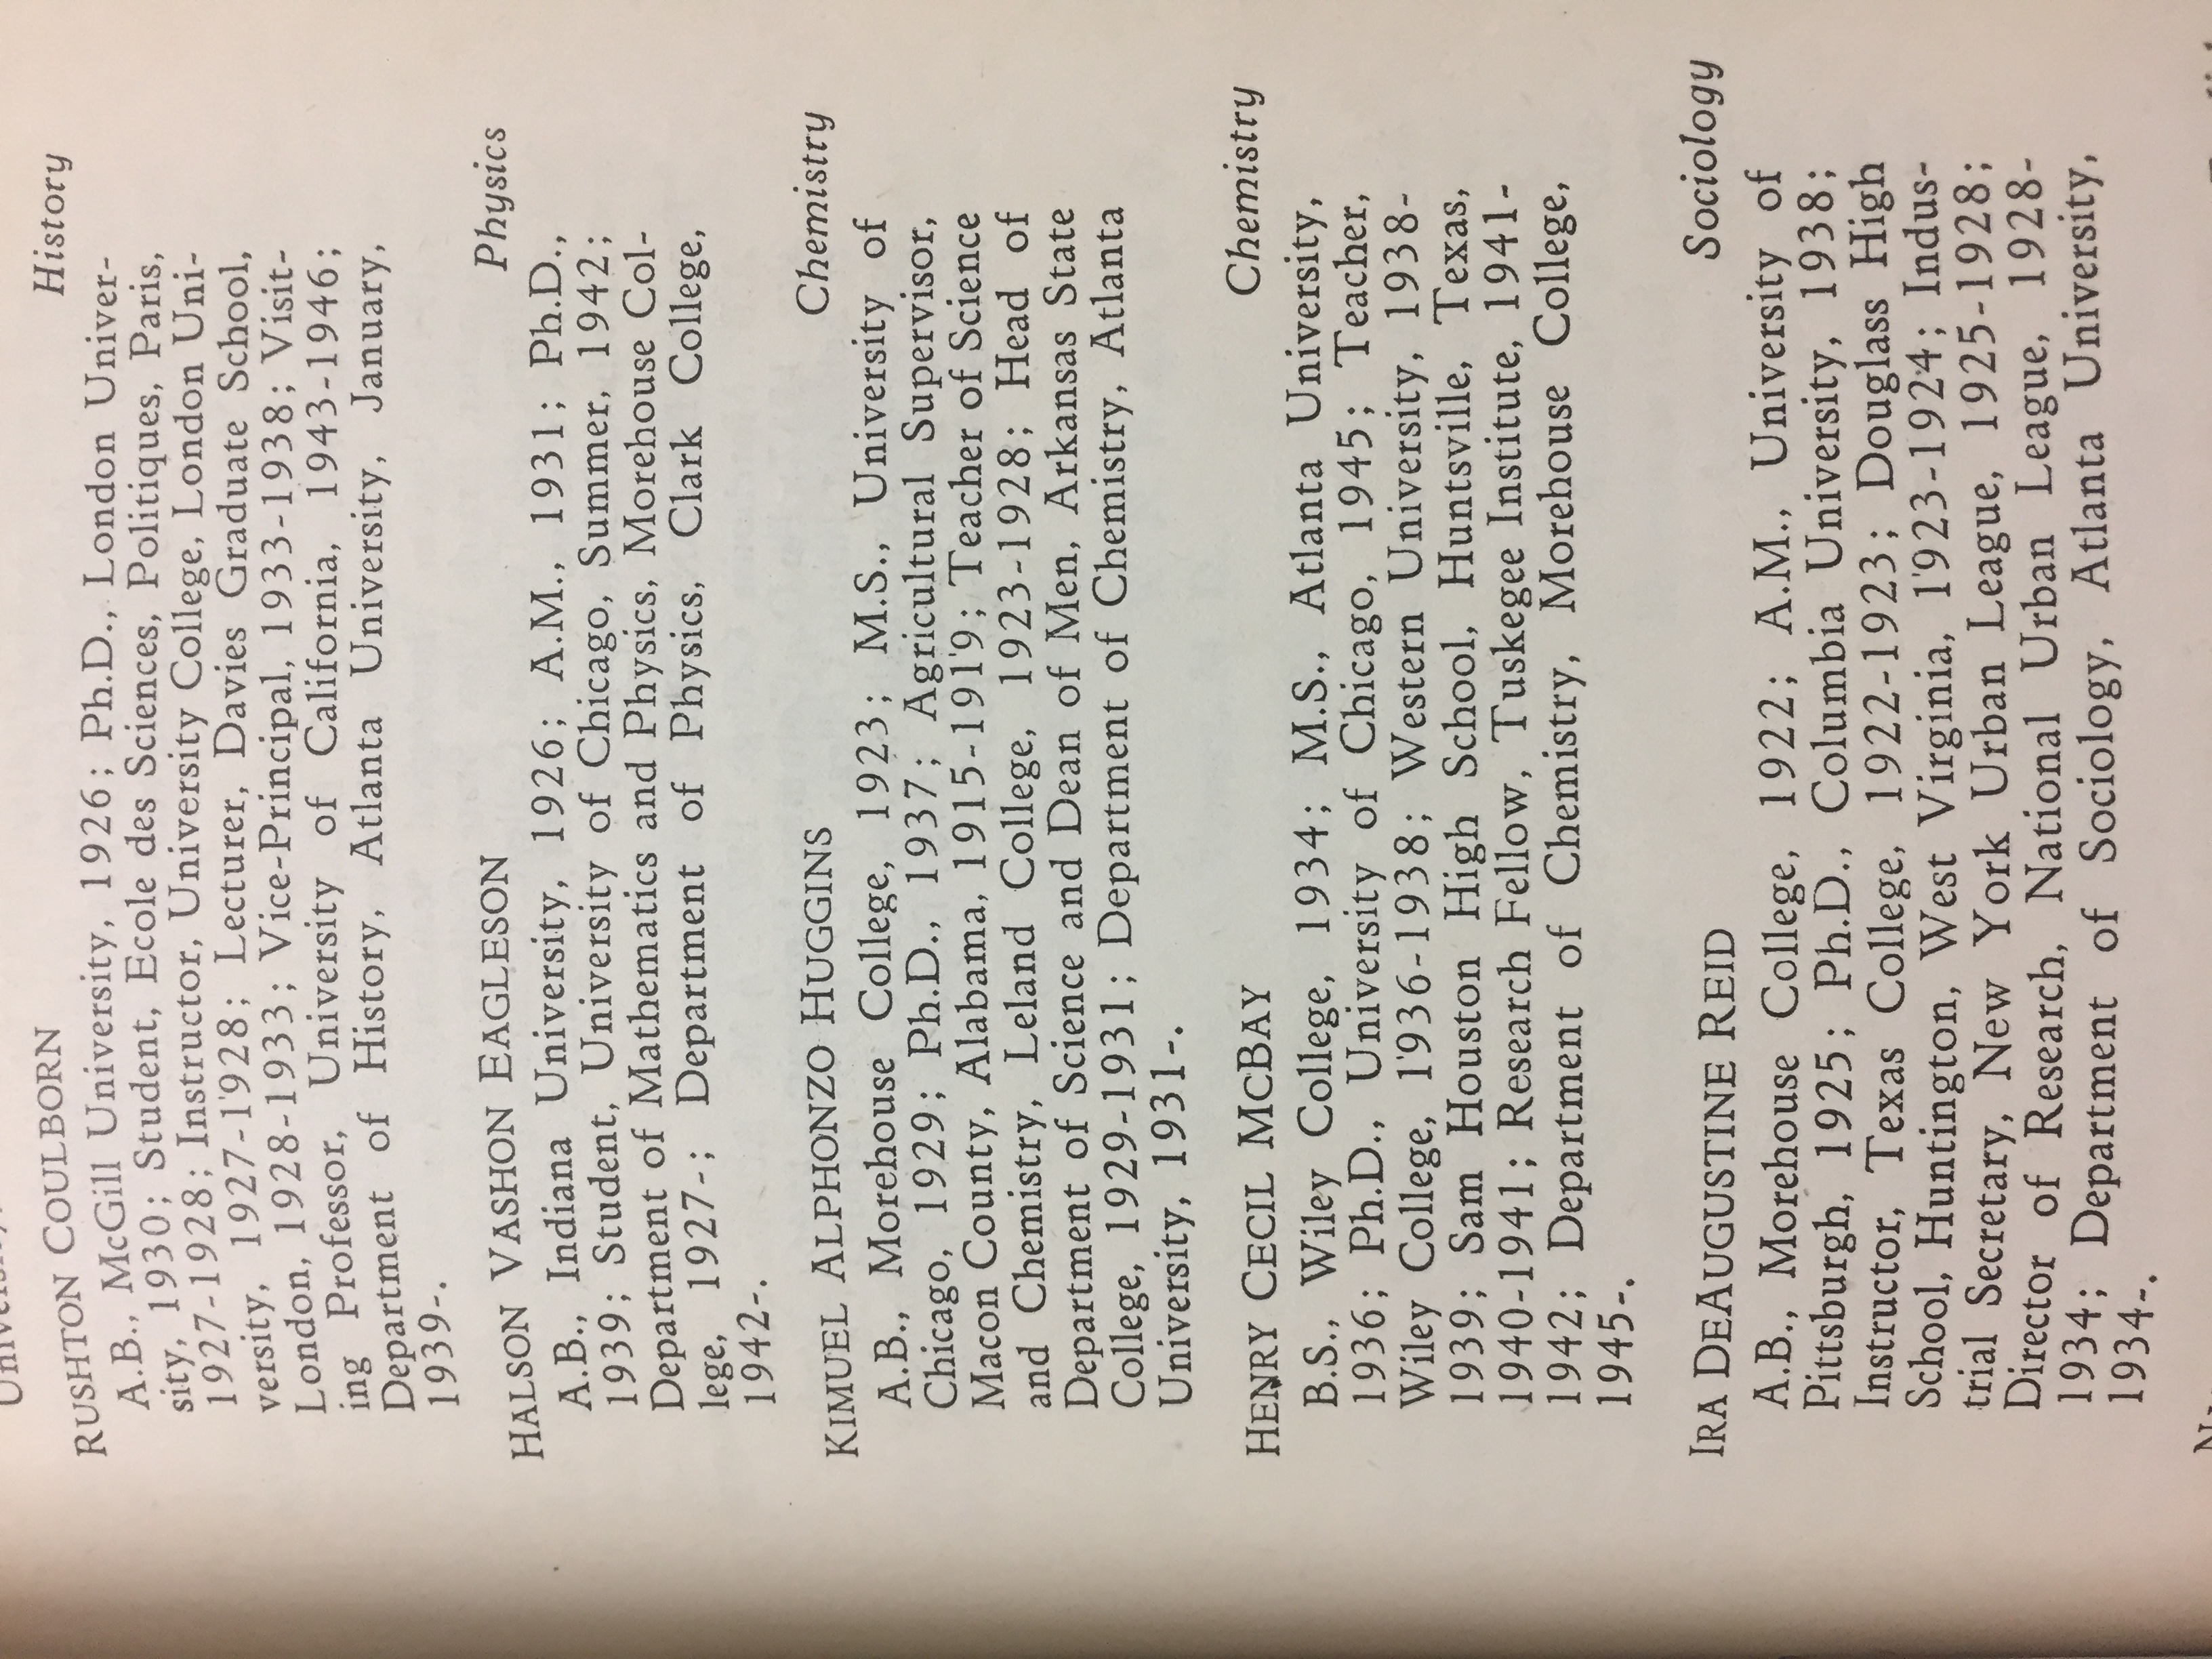 RUSHTON COULBORN History
A.B., McGill University, 1926; Ph.D., London Univer-
sity, 1930; Student, Ecole des Sciences, Politiques, Paris,
1927-1928; Instructor, University College, London Uni-
versity, 1927-1928; Lecturer, Davies Graduate School,
London, 1928-1933; Vice-Principal, 1933-1938; Visit-
ing Professor, University of California, 1943-1946;
Department of History, Atlanta University, January,
1939-.
HALSON VASHON EAGLESON Physics
A.B., Indiana University, 1926; A.M., 1931; Ph.D.,
1939; Student, University of Chicago, Summer, 1942;
Department of Mathematics and Physics, Morehouse Col-
lege, 1927-; Department of Physics, Clark College,
1942-.
KIMUEL ALPHONZO HUGGINS Chemistry
A.B., Morehouse College, 1923; M.S., University of
Chicago, 1929; Ph.D., 1937; Agricultural Supervisor,
Macon County, Alabama, 1915-1919; Teacher of Science
and Chemistry, Leland College, 1923-1928; Head of
Department of Science and Dean of Men, Arkansas State
College, 1929-1931; Department of Chemistry, Atlanta
University, 1931-.
HENRY CECIL MCBAY Chemistry
B.S., Wiley College, 1934; M.S., Atlanta University,
1936; Ph.D., University of Chicago, 1945; Teacher,
Wiley College, 1936-1938; Western University, 1938-
1939; Sam Houston High School, Huntsville, Texas,
1940-1941; Research Fellow, Tuskegee Institute, 1941-
1942; Department of Chemistry, Morehouse College,
1945-.
IRA DEAUGUSTINE REID Sociology
A.B., Morehouse College, 1922; A.M., University of
Pittsburgh, 1925; Ph.D., Columbia University, 1938;
Instructor, Texas College, 1922-1923; Douglass High
School, Huntington, West Virginia, 1923-1924; Indus-
trial Secretary, New York Urban League, 1925-1928;
Director of Research, National Urban League, 1928-
1934; Department of Sociology, Atlanta University,
1934-.